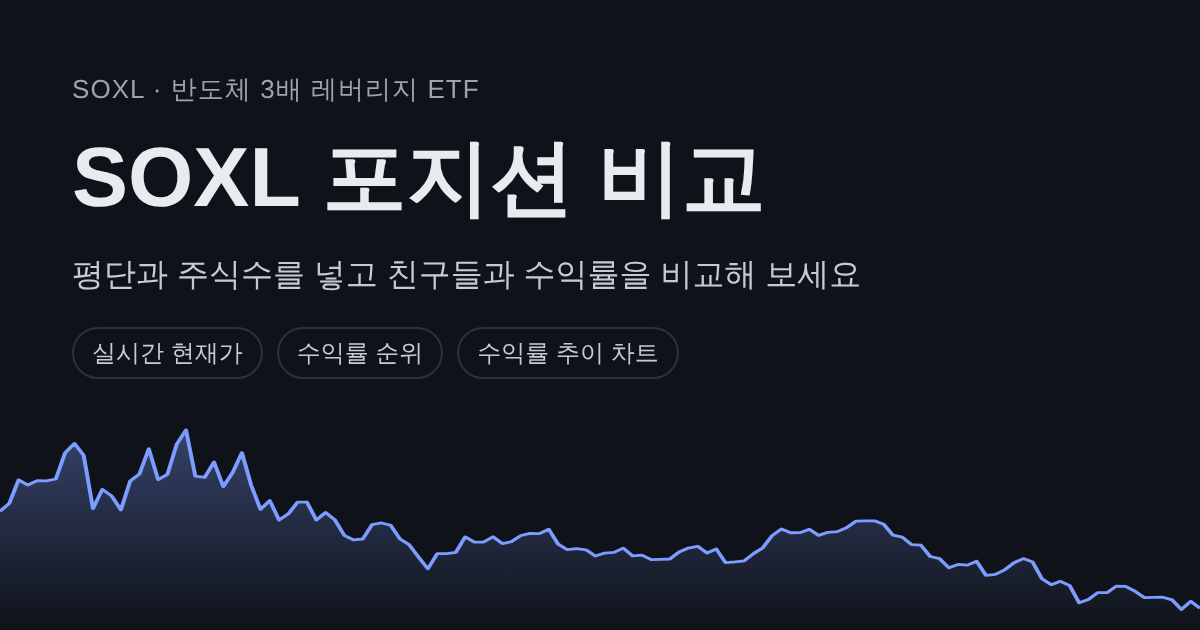 SOXL · 반도체 3배 레버리지 ETF
SOXL 포지션 비교
평단과 주식수를 넣고 친구들과 수익률을 비교해 보세요
실시간 현재가 수익률 순위 수익률 추이 차트